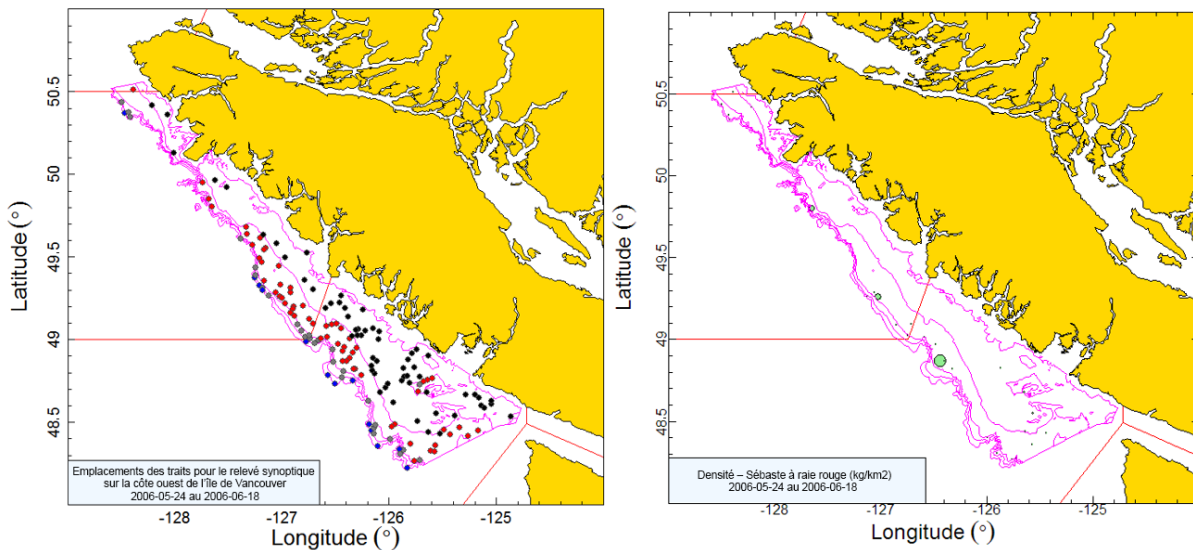 50.5
50
49.5
49
48.5
Latitude (°)
-128
-127
-126
-125
Longitude (°)
Emplacements des traits pour le relevé synoptique
sur la côte ouest de l'île de Vancouver
2006-05-24 au 2006-06-18
50.5
50
49.5
49
48.5
Latitude (°)
-128
-127
-126
-125
Longitude (°)
Densité – Sébaste à raie rouge (kg/km2)
2006-05-24 au 2006-06-18